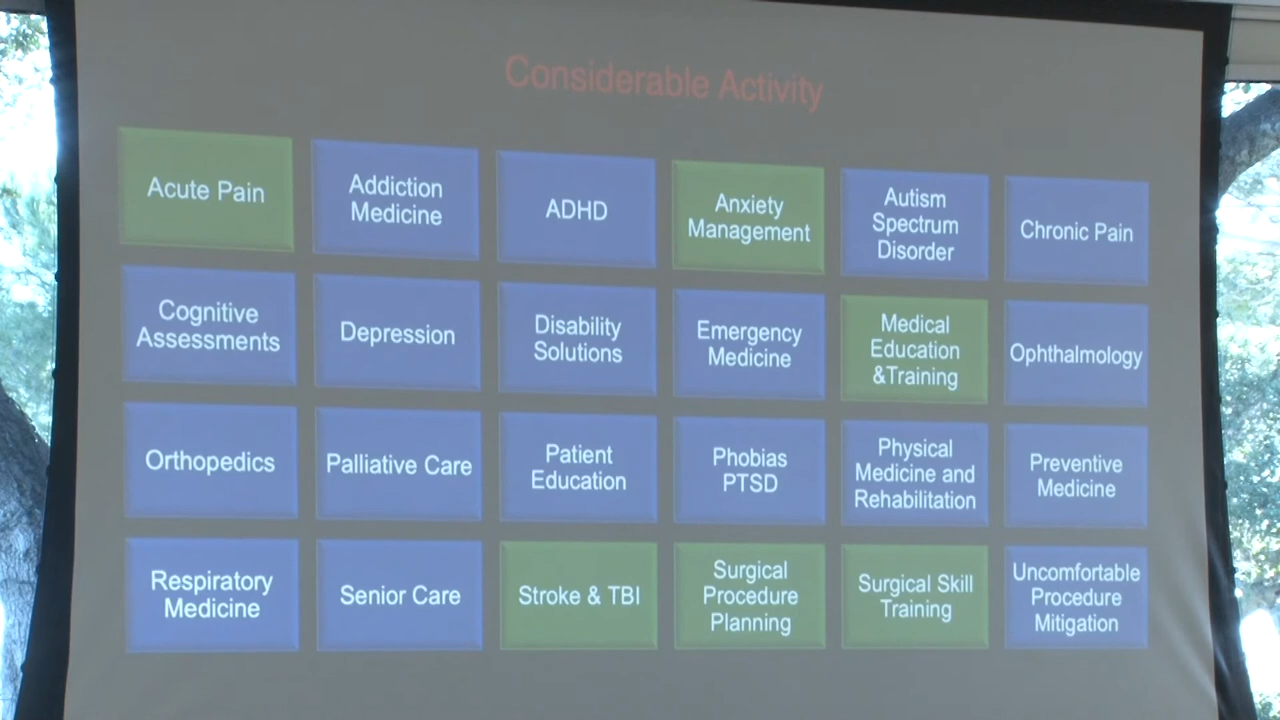 Considerable Activity
Acute Pain
Addiction
Medicine
ADHD
Anxiety
Management
Autism
Spectrum
Disorder
Chronic Pain
Cognitive
Assessments
Depression
Disability
Solutions
Emergency
Medicine
Medical
Education
&Training
Ophthalmology
Orthopedics
Palliative Care
Patient
Education
Phobias
PTSD
Physical
Medicine and
Rehabilitation
Preventive
Medicine
Respiratory
Medicine
Senior Care
Stroke & TBI
Surgical
Procedure
Planning
Surgical Skill
Training
Uncomfortable
Procedure
Mitigation